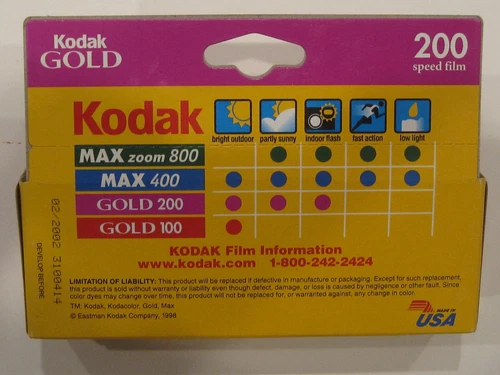 Kodak
GOLD
200
speed film
Kodak
bright outdoor partly sunny indoor flash fast action low light
MAX zoom 800
MAX 400
GOLD 200
GOLD 100
KODAK Film Information
www.kodak.com 1-800-242-2424
DEVELOP BEFORE
02/2002 3100414
LIMITATION OF LIABILITY: This product will be replaced if defective in manufacture or packaging. Except for such replacement,
this product is sold without warranty or liability even though defect, damage, or loss is caused by negligence or other fault. Since
color dyes may change over time, this product will not be replaced for, or warranted against, any change in color.
TM: Kodak, Kodacolor, Gold, Max
© Eastman Kodak Company, 1998
MADE IN
USA